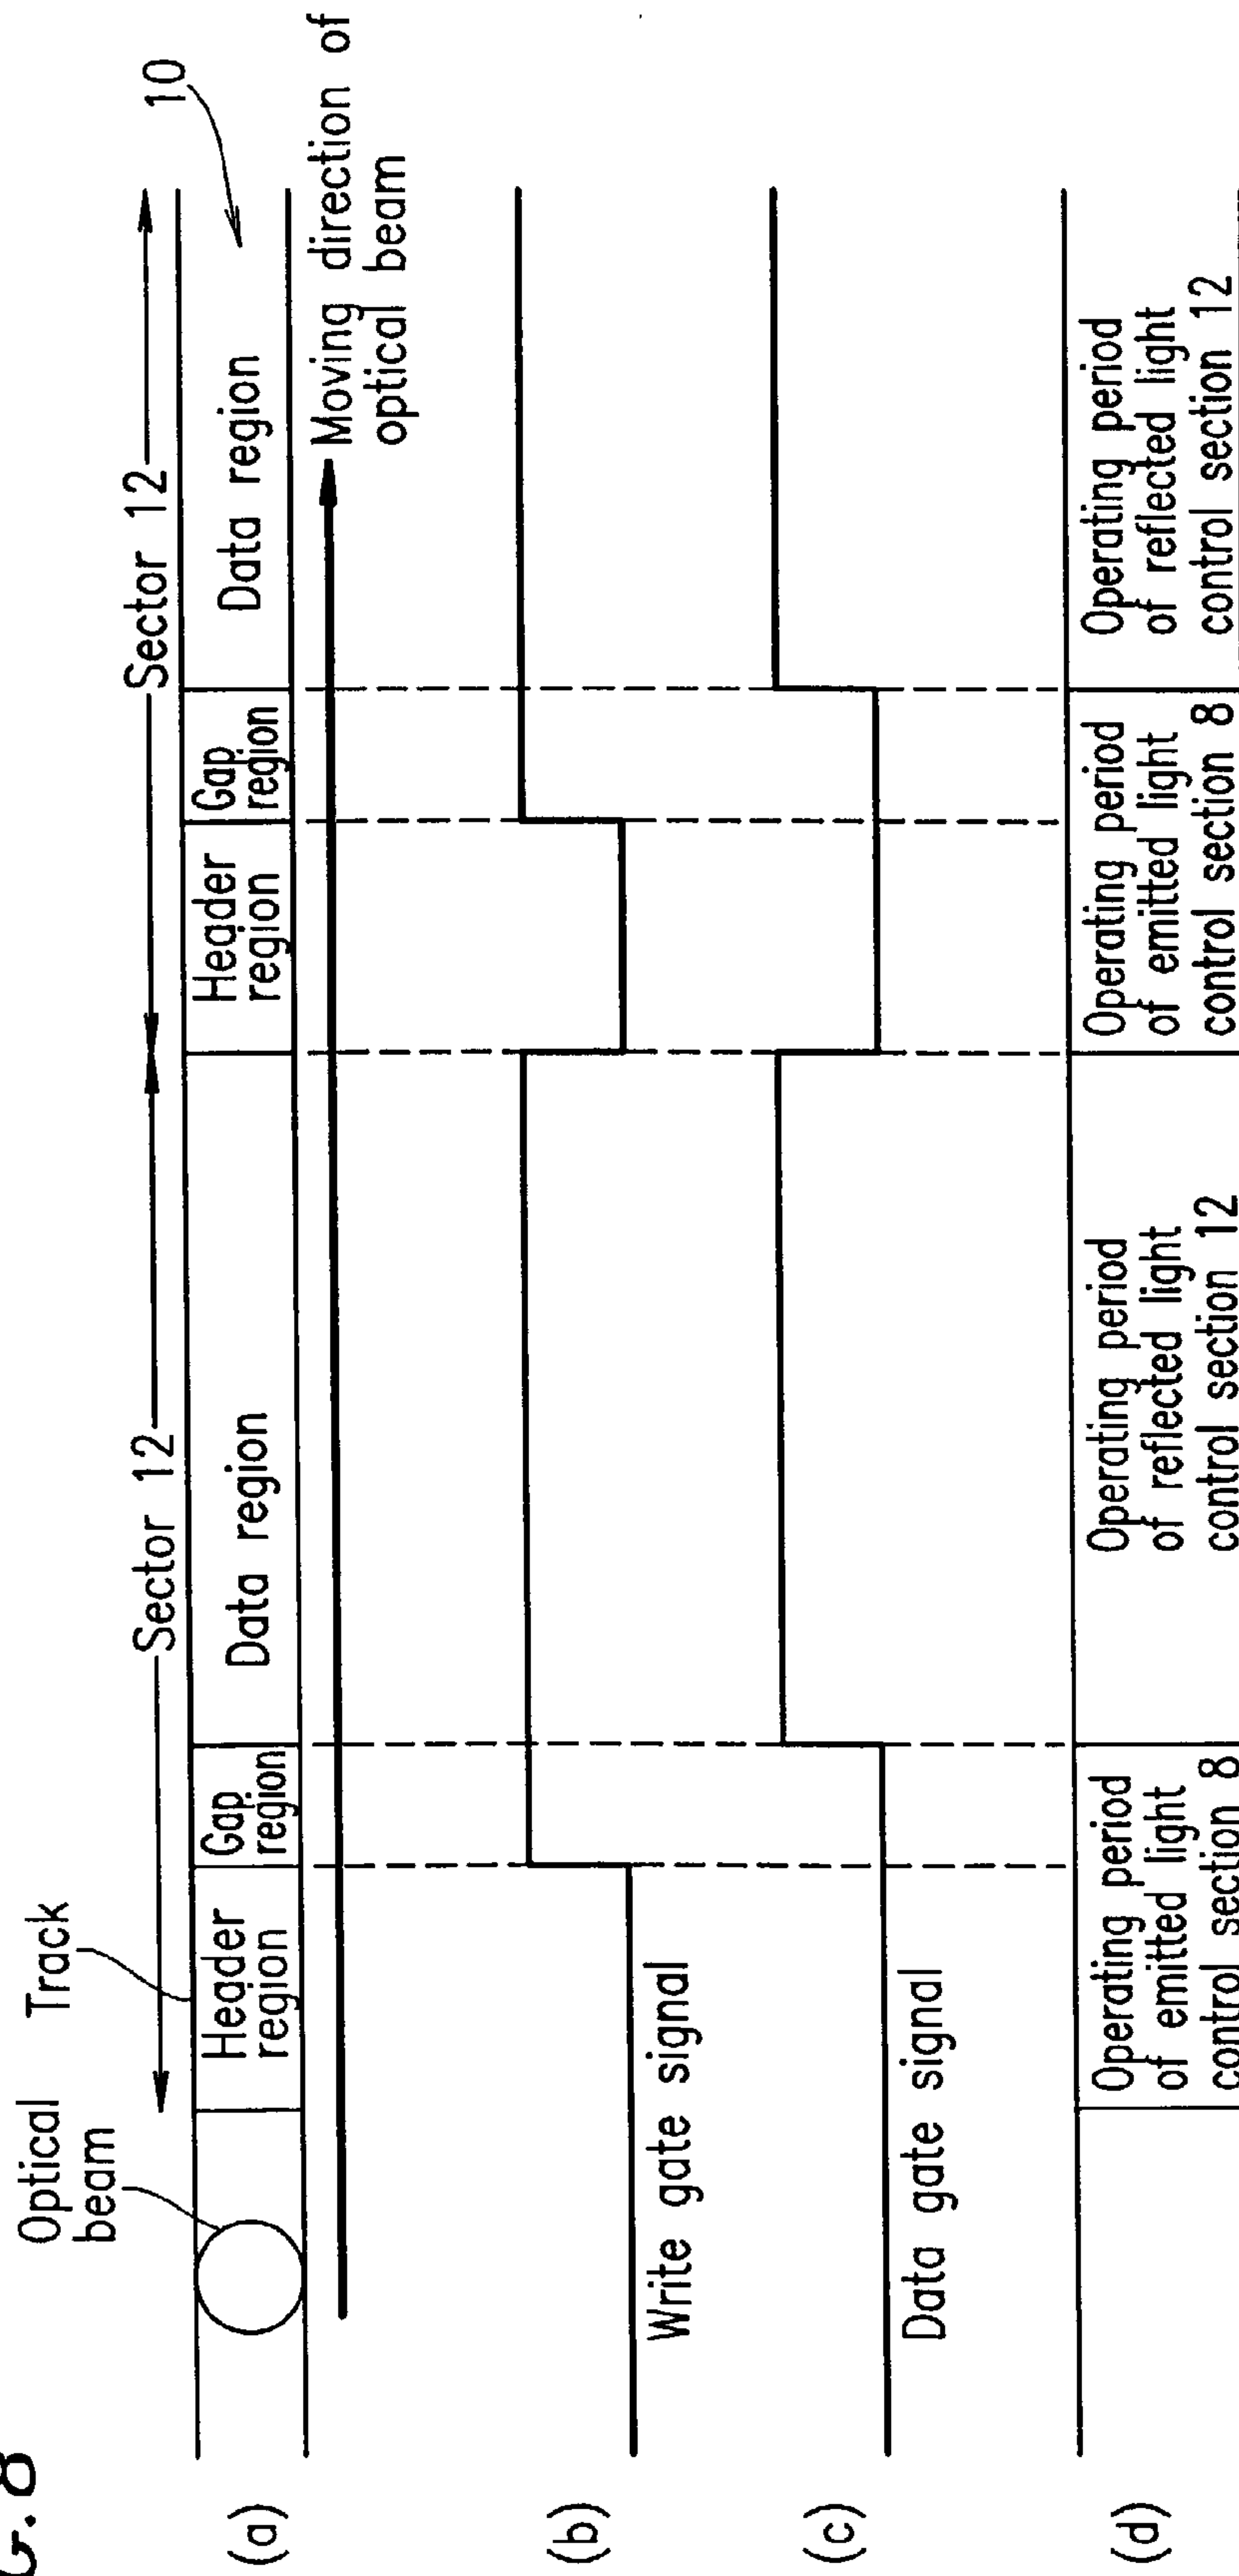 G. 8
Optical
beam
Track
Sector 12
Sector 12
10
(a)
Header
region
Gap
region
Data region
Header
region
Gap
region
Data region
Moving direction of
optical beam
(b)
Write gate signal
(c)
Data gate signal
(d)
Operating period
of emitted light
control section 8
Operating period
of reflected light
control section 12
Operating period
of emitted light
control section 8
Operating period
of reflected light
control section 12